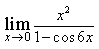 lim x→0 x²/(1−cos 6x)